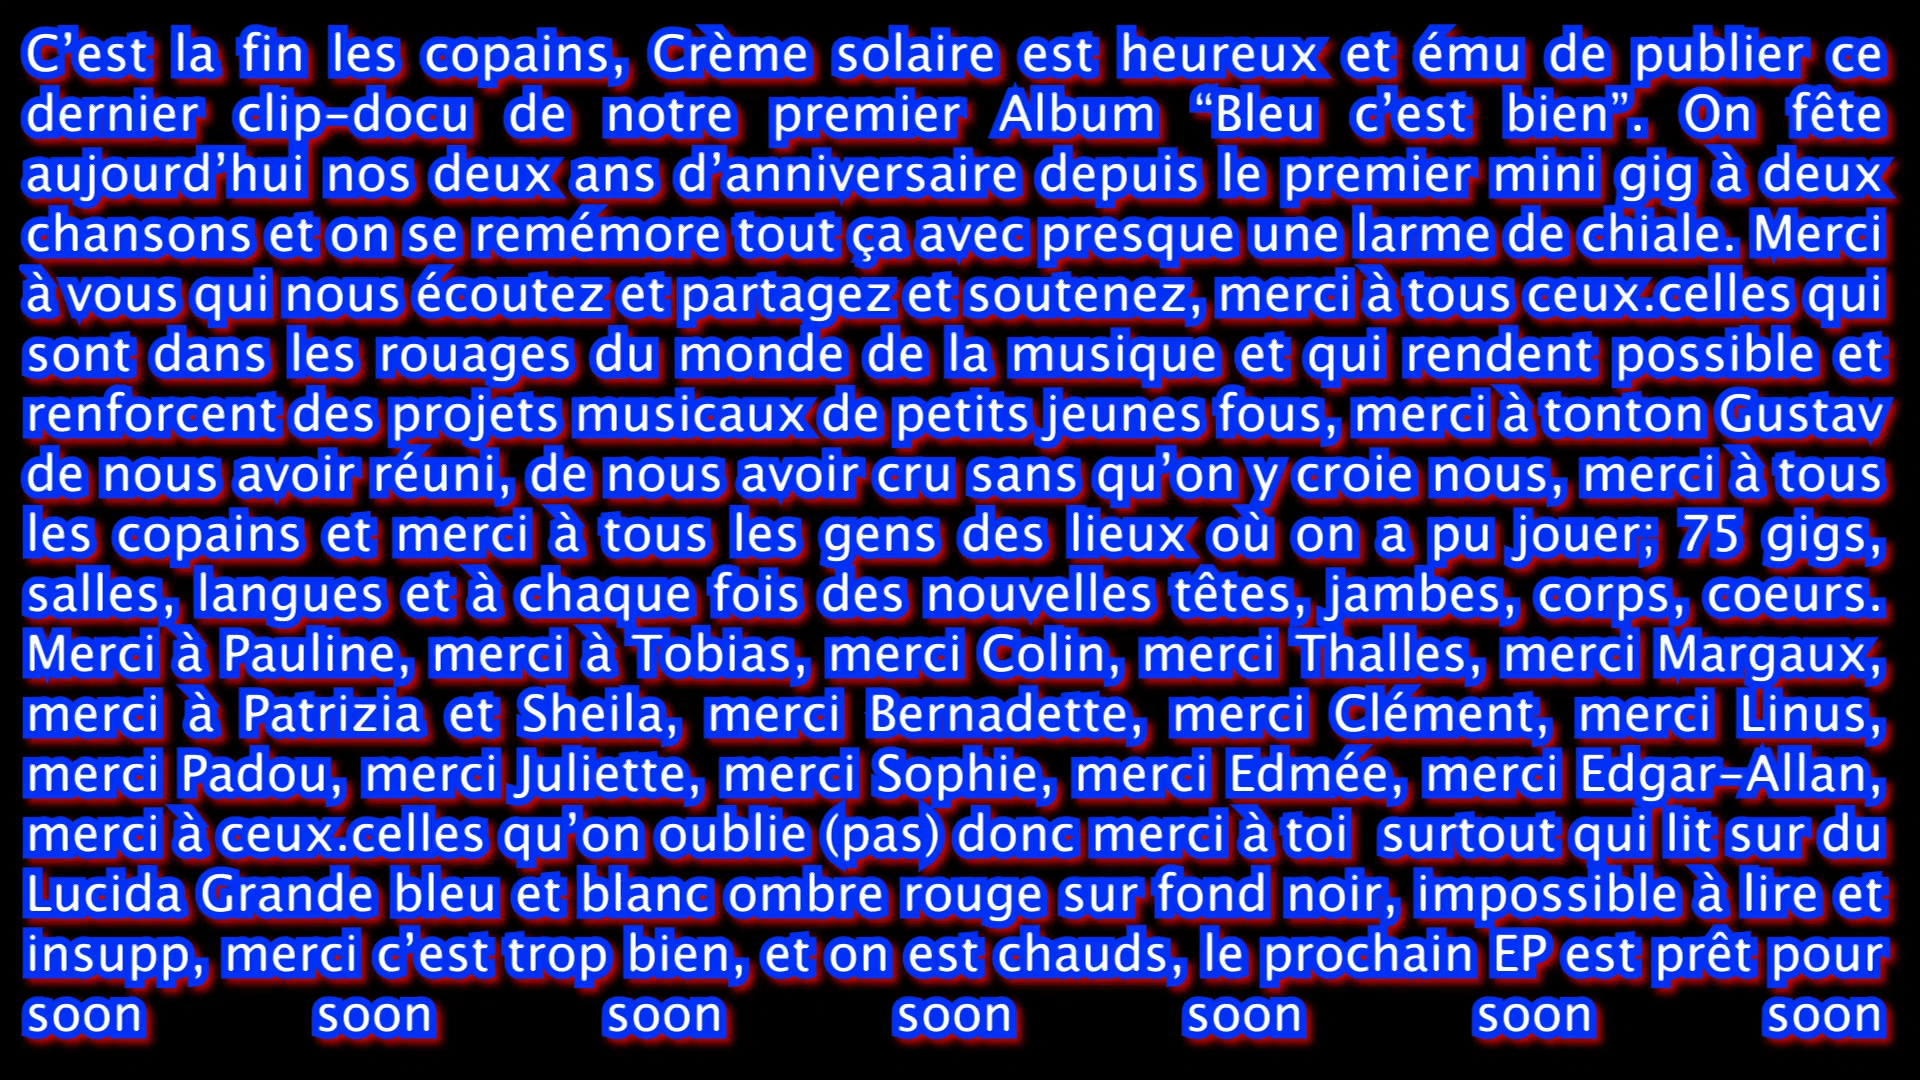 C’est la fin les copains, Crème solaire est heureux et ému de publier ce
dernier clip-docu de notre premier Album “Bleu c’est bien”. On fête
aujourd’hui nos deux ans d’anniversaire depuis le premier mini gig à deux
chansons et on se remémore tout ça avec presque une larme de chiale. Merci
à vous qui nous écoutez et partagez et soutenez, merci à tous ceux.celles qui
sont dans les rouages du monde de la musique et qui rendent possible et
renforcent des projets musicaux de petits jeunes fous, merci à tonton Gustav
de nous avoir réuni, de nous avoir cru sans qu’on y croie nous, merci à tous
les copains et merci à tous les gens des lieux où on a pu jouer; 75 gigs,
salles, langues et à chaque fois des nouvelles têtes, jambes, corps, coeurs.
Merci à Pauline, merci à Tobias, merci Colin, merci Thalles, merci Margaux,
merci à Patrizia et Sheila, merci Bernadette, merci Clément, merci Linus,
merci Padou, merci Juliette, merci Sophie, merci Edmée, merci Edgar-Allan,
merci à ceux.celles qu’on oublie (pas) donc merci à toi  surtout qui lit sur du
Lucida Grande bleu et blanc ombre rouge sur fond noir, impossible à lire et
insupp, merci c’est trop bien, et on est chauds, le prochain EP est prêt pour
soon soon soon soon soon soon soon